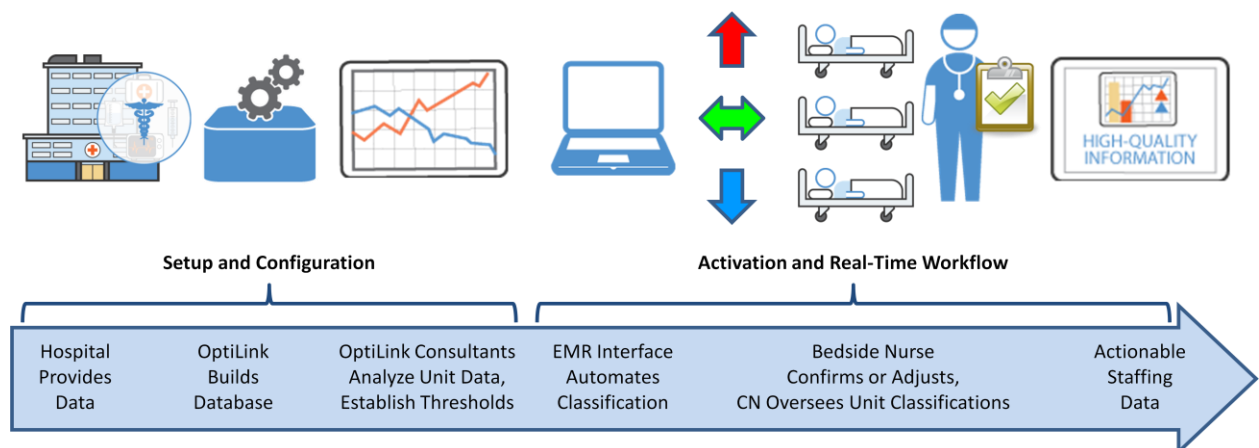 HIGH-QUALITY
INFORMATION
Setup and Configuration
Activation and Real-Time Workflow
Hospital
Provides
Data
OptiLink
Builds
Database
OptiLink Consultants
Analyze Unit Data,
Establish Thresholds
EMR Interface
Automates
Classification
Bedside Nurse
Confirms or Adjusts,
CN Oversees Unit Classifications
Actionable
Staffing
Data